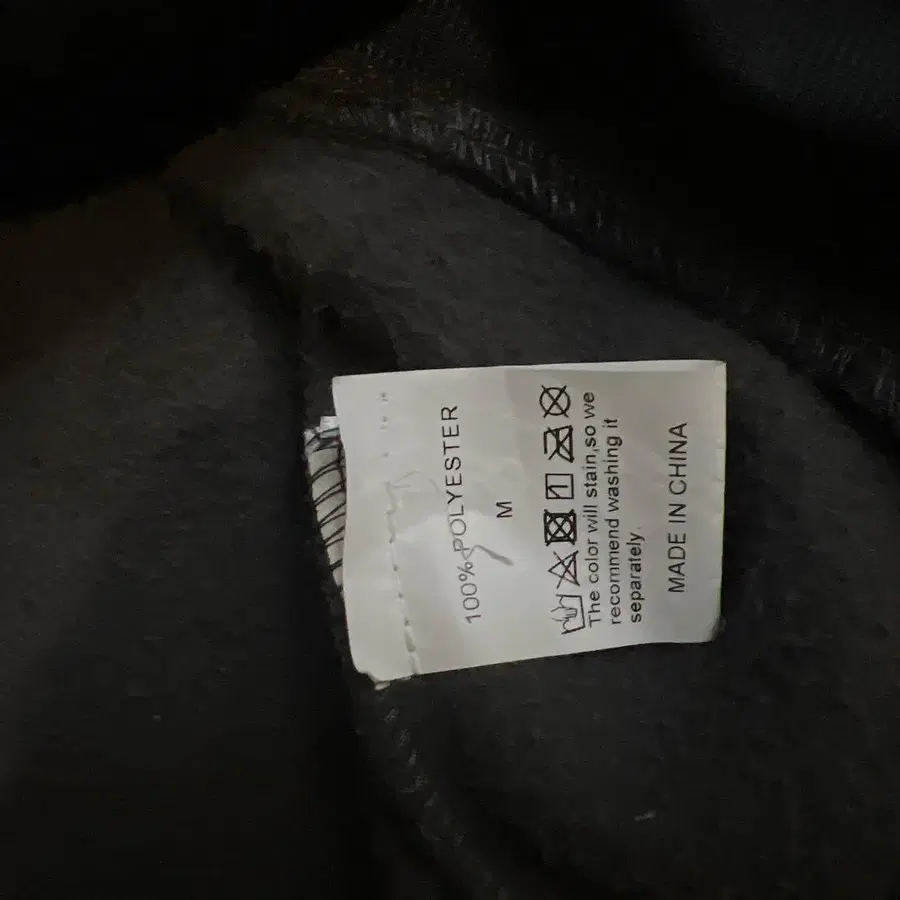 100% POLYESTER
M
The color will stain,so we
recommend washing it
separately.
MADE IN CHINA